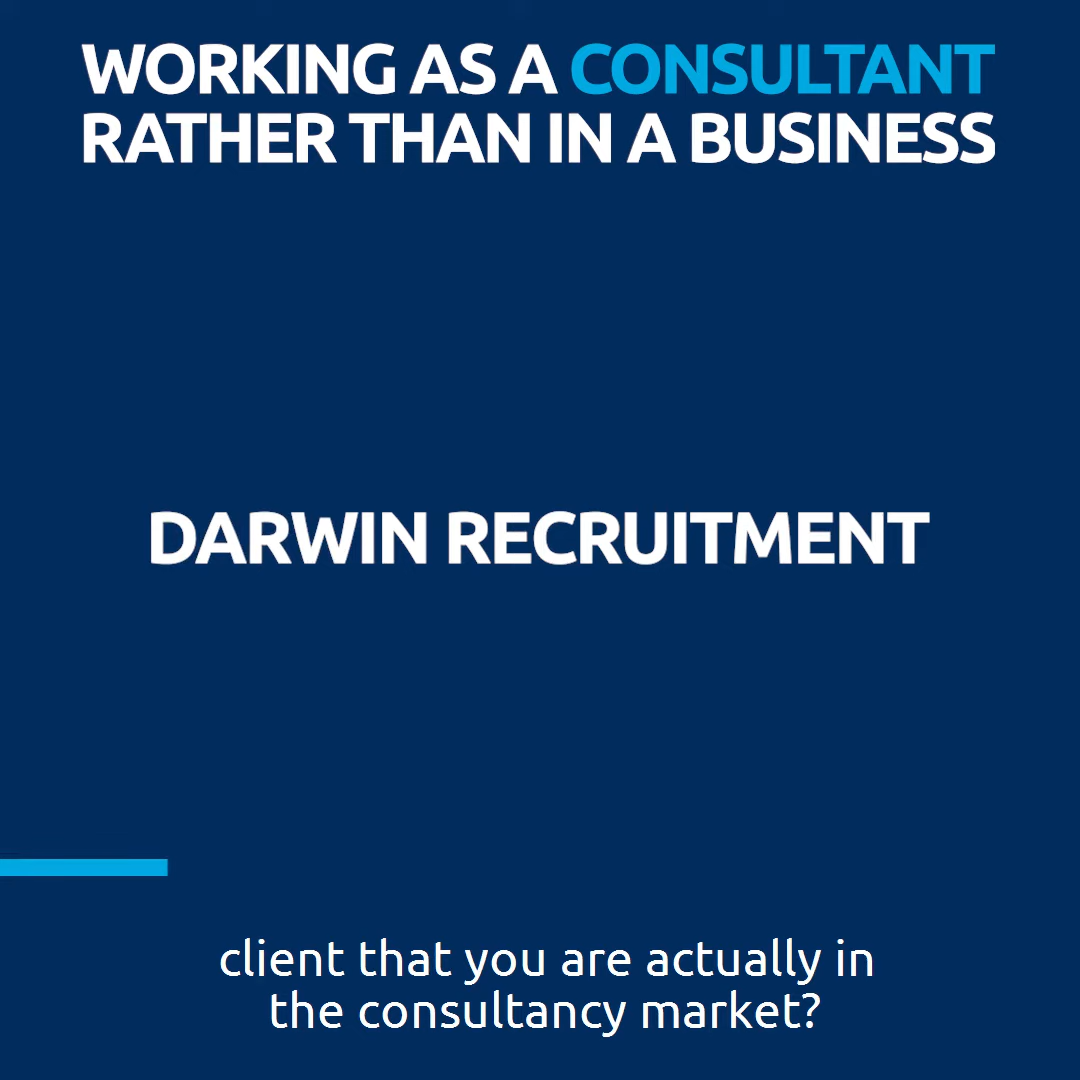 WORKING AS A CONSULTANT
RATHER THAN IN A BUSINESS
DARWIN RECRUITMENT
client that you are actually in
the consultancy market?